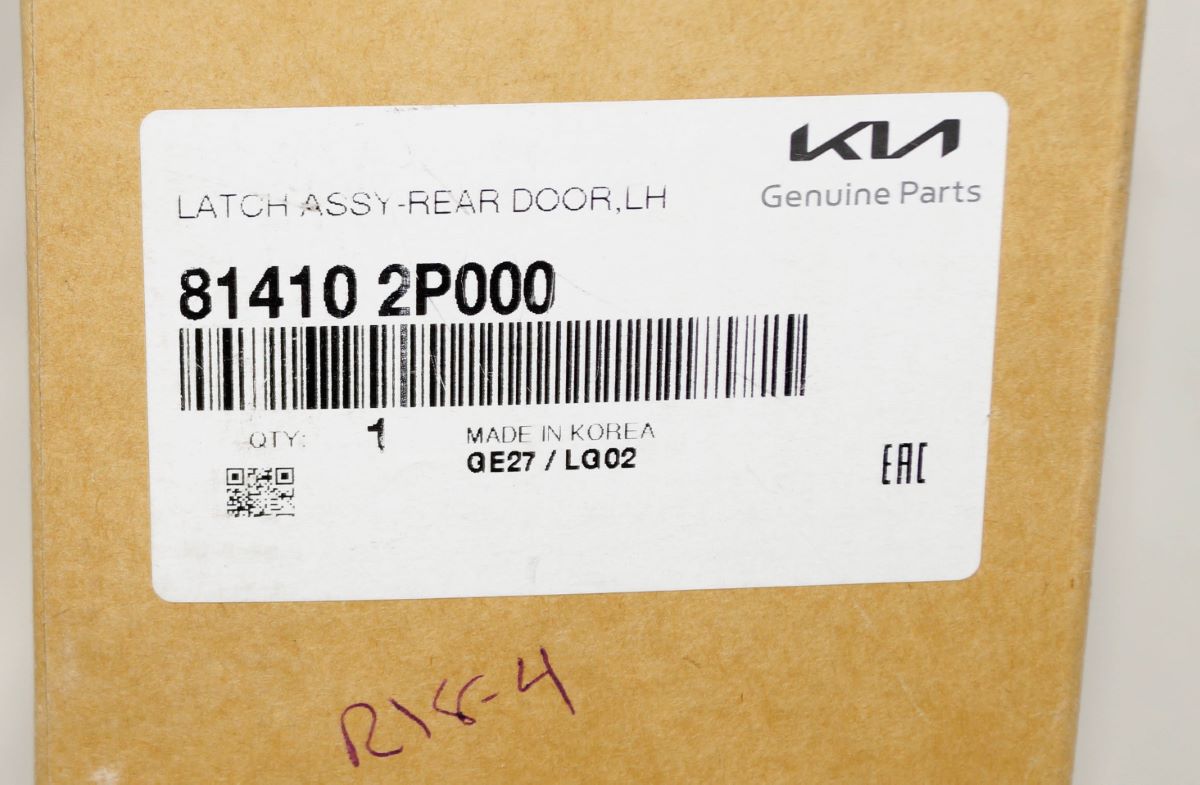 KIA
Genuine Parts
LATCH ASSY-REAR DOOR,LH
81410 2P000
QTY: 1
MADE IN KOREA
GE27 / LG02
EAC
R18-4